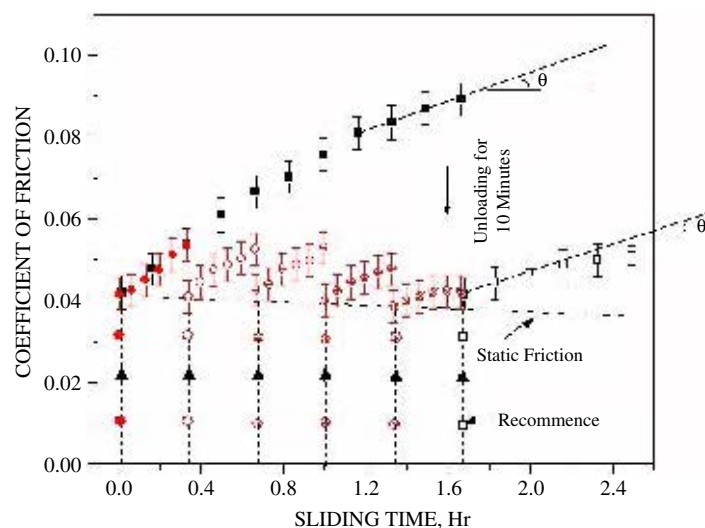 0.10
θ
0.08
COEFFICIENT OF FRICTION
Unloading for
10 Minutes
0.06
θ
0.04
Static Friction
0.02
Recommence
0.00
0.0 0.4 0.8 1.2 1.6 2.0 2.4
SLIDING TIME, Hr